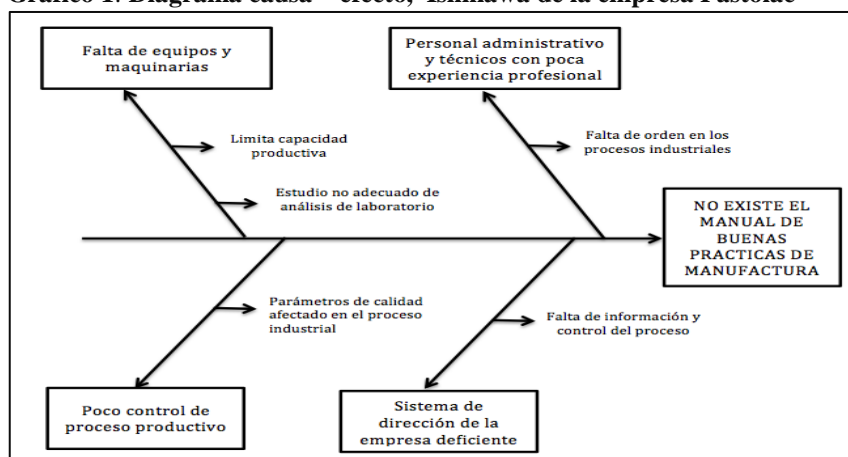 Falta de equipos y
maquinarias
Personal administrativo
y técnicos con poca
experiencia profesional
Limita capacidad
productiva
Falta de orden en los
procesos industriales
Estudio no adecuado de
análisis de laboratorio
NO EXISTE EL
MANUAL DE
BUENAS
PRACTICAS DE
MANUFACTURA
Parámetros de calidad
afectado en el proceso
industrial
Falta de información y
control del proceso
Poco control de
proceso productivo
Sistema de
dirección de la
empresa deficiente